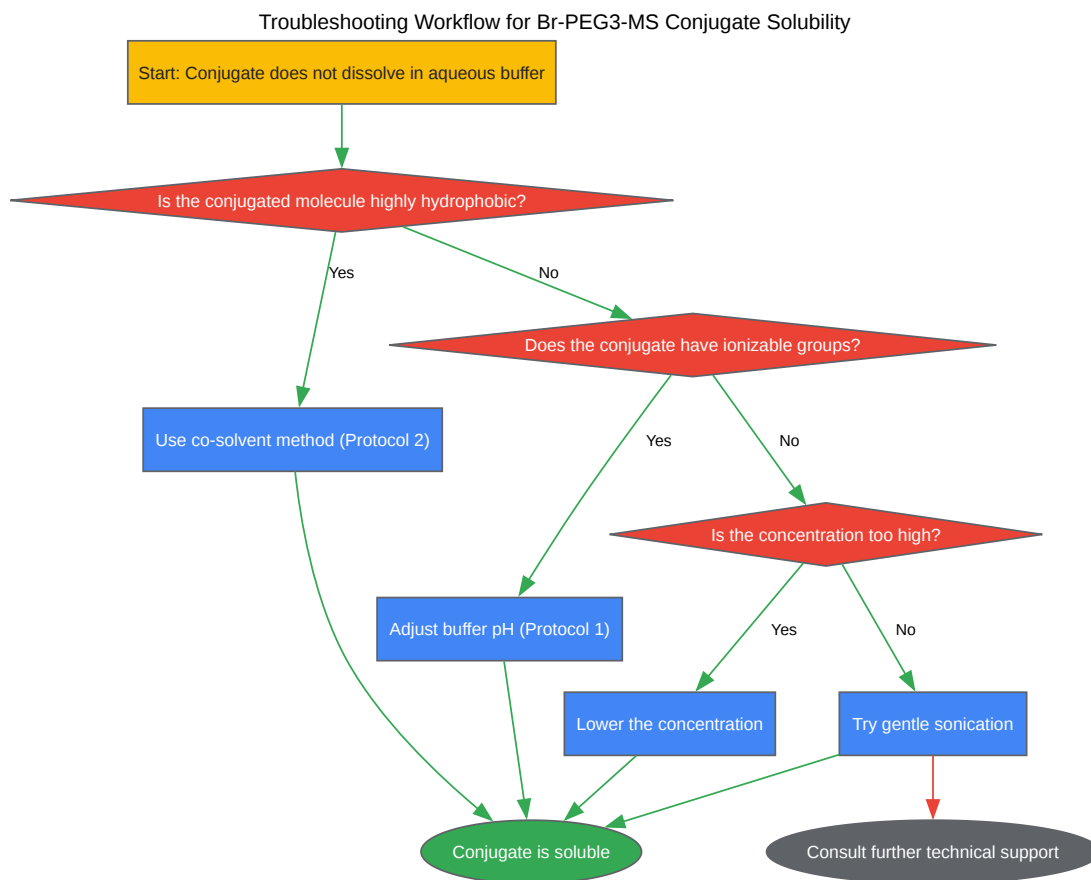 Troubleshooting Workflow for Br-PEG3-MS Conjugate Solubility
Start: Conjugate does not dissolve in aqueous buffer
Is the conjugated molecule highly hydrophobic?
Yes
No
Does the conjugate have ionizable groups?
Use co-solvent method (Protocol 2)
Yes
No
Is the concentration too high?
Adjust buffer pH (Protocol 1)
Yes
No
Lower the concentration
Try gentle sonication
Conjugate is soluble
Consult further technical support